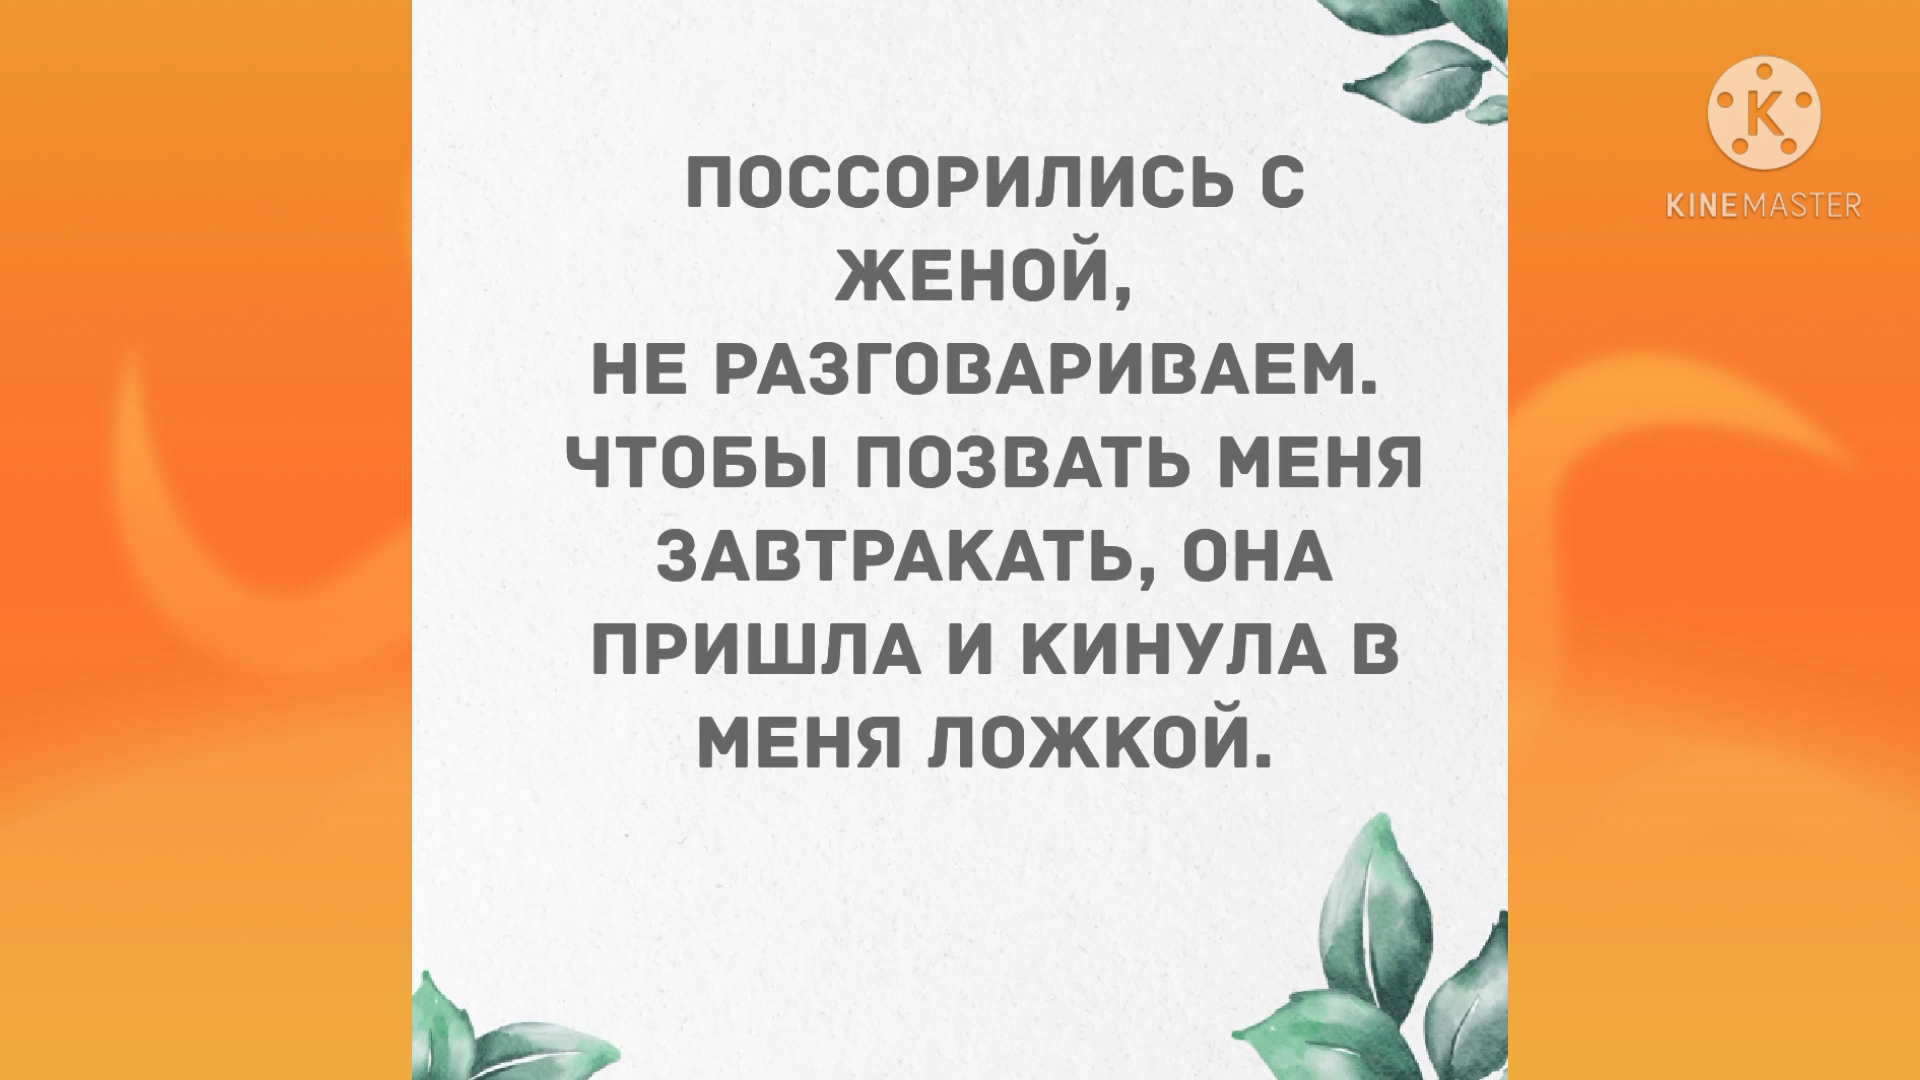 ПОССОРИЛИСЬ С
ЖЕНОЙ,
НЕ РАЗГОВАРИВАЕМ.
ЧТОБЫ ПОЗВАТЬ МЕНЯ
ЗАВТРАКАТЬ, ОНА
ПРИШЛА И КИНУЛА В
МЕНЯ ЛОЖКОЙ.
K
KINEMASTER